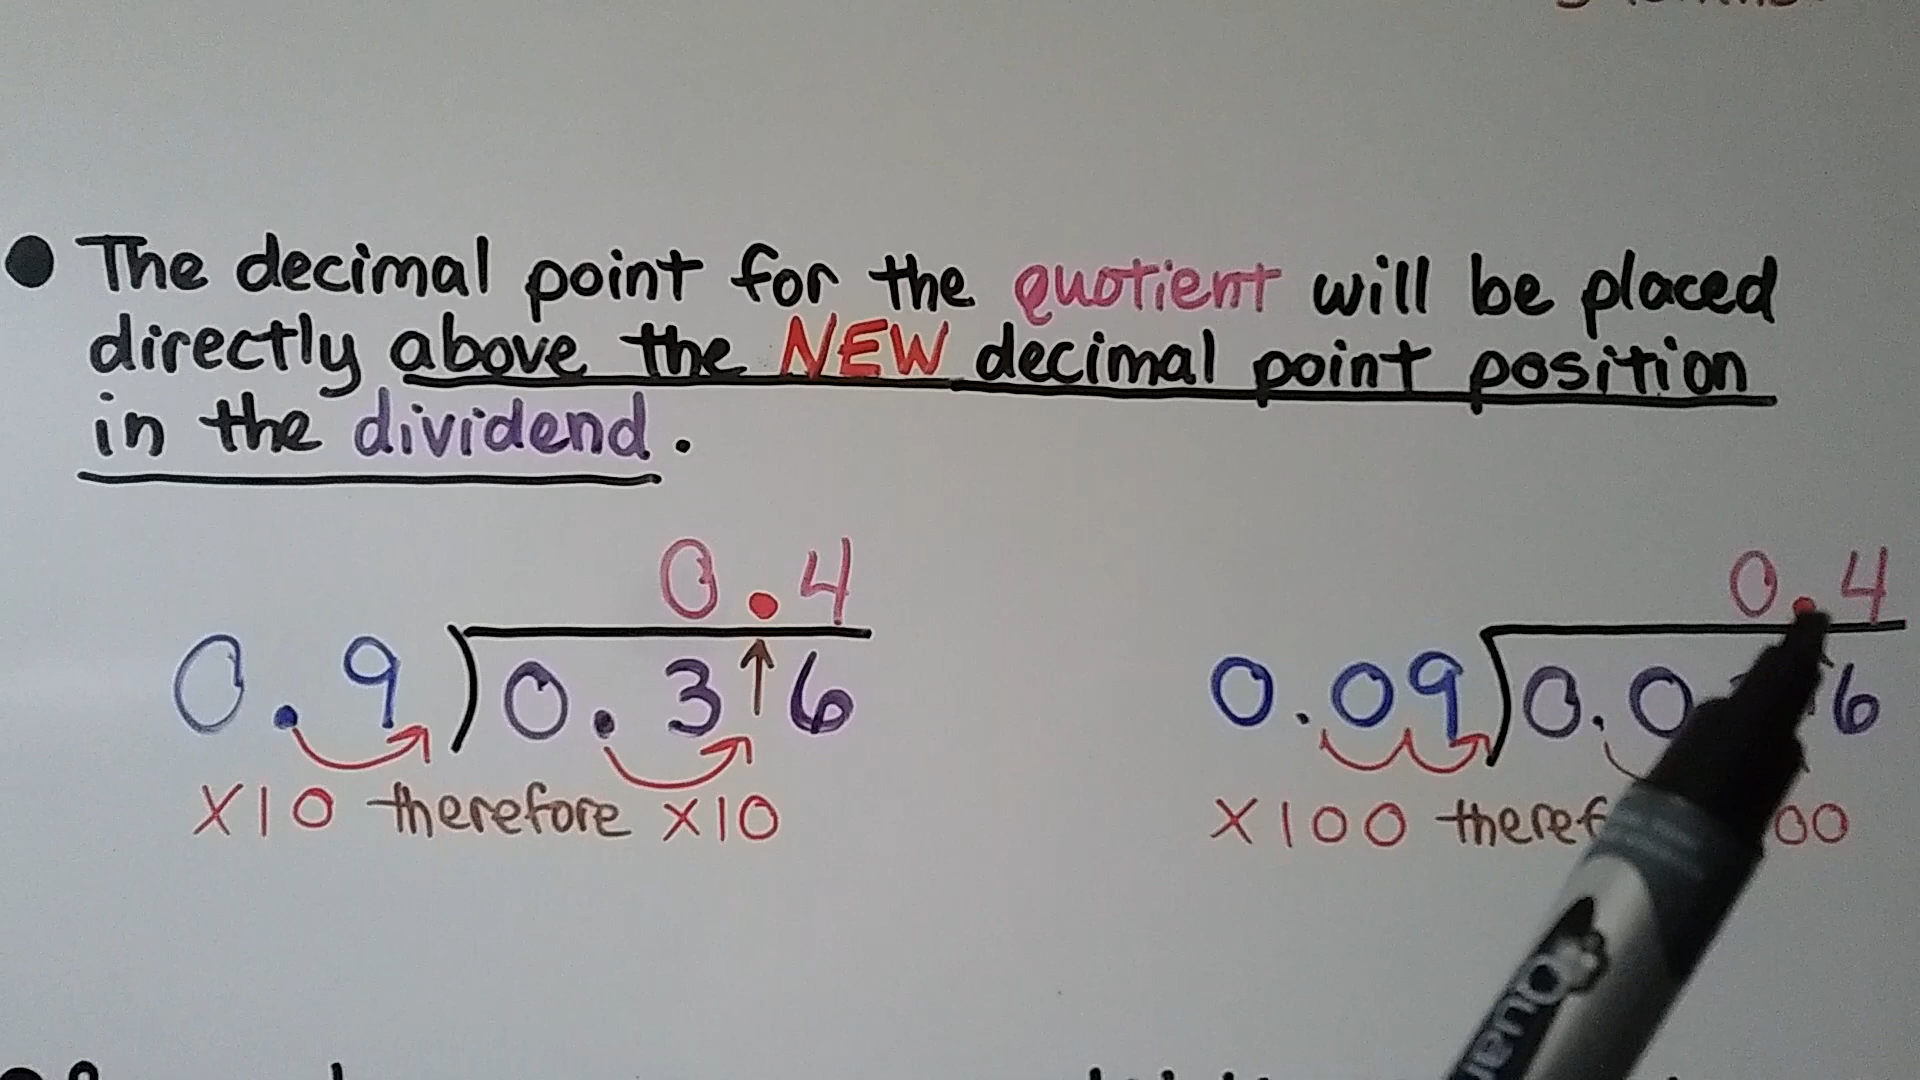 ● The decimal point for the quotient will be placed
directly above the NEW decimal point position
in the dividend.
0.4
0.9)0.36
x10 therefore x10
0.4
0.09)0.0 6
x100 00
Quar